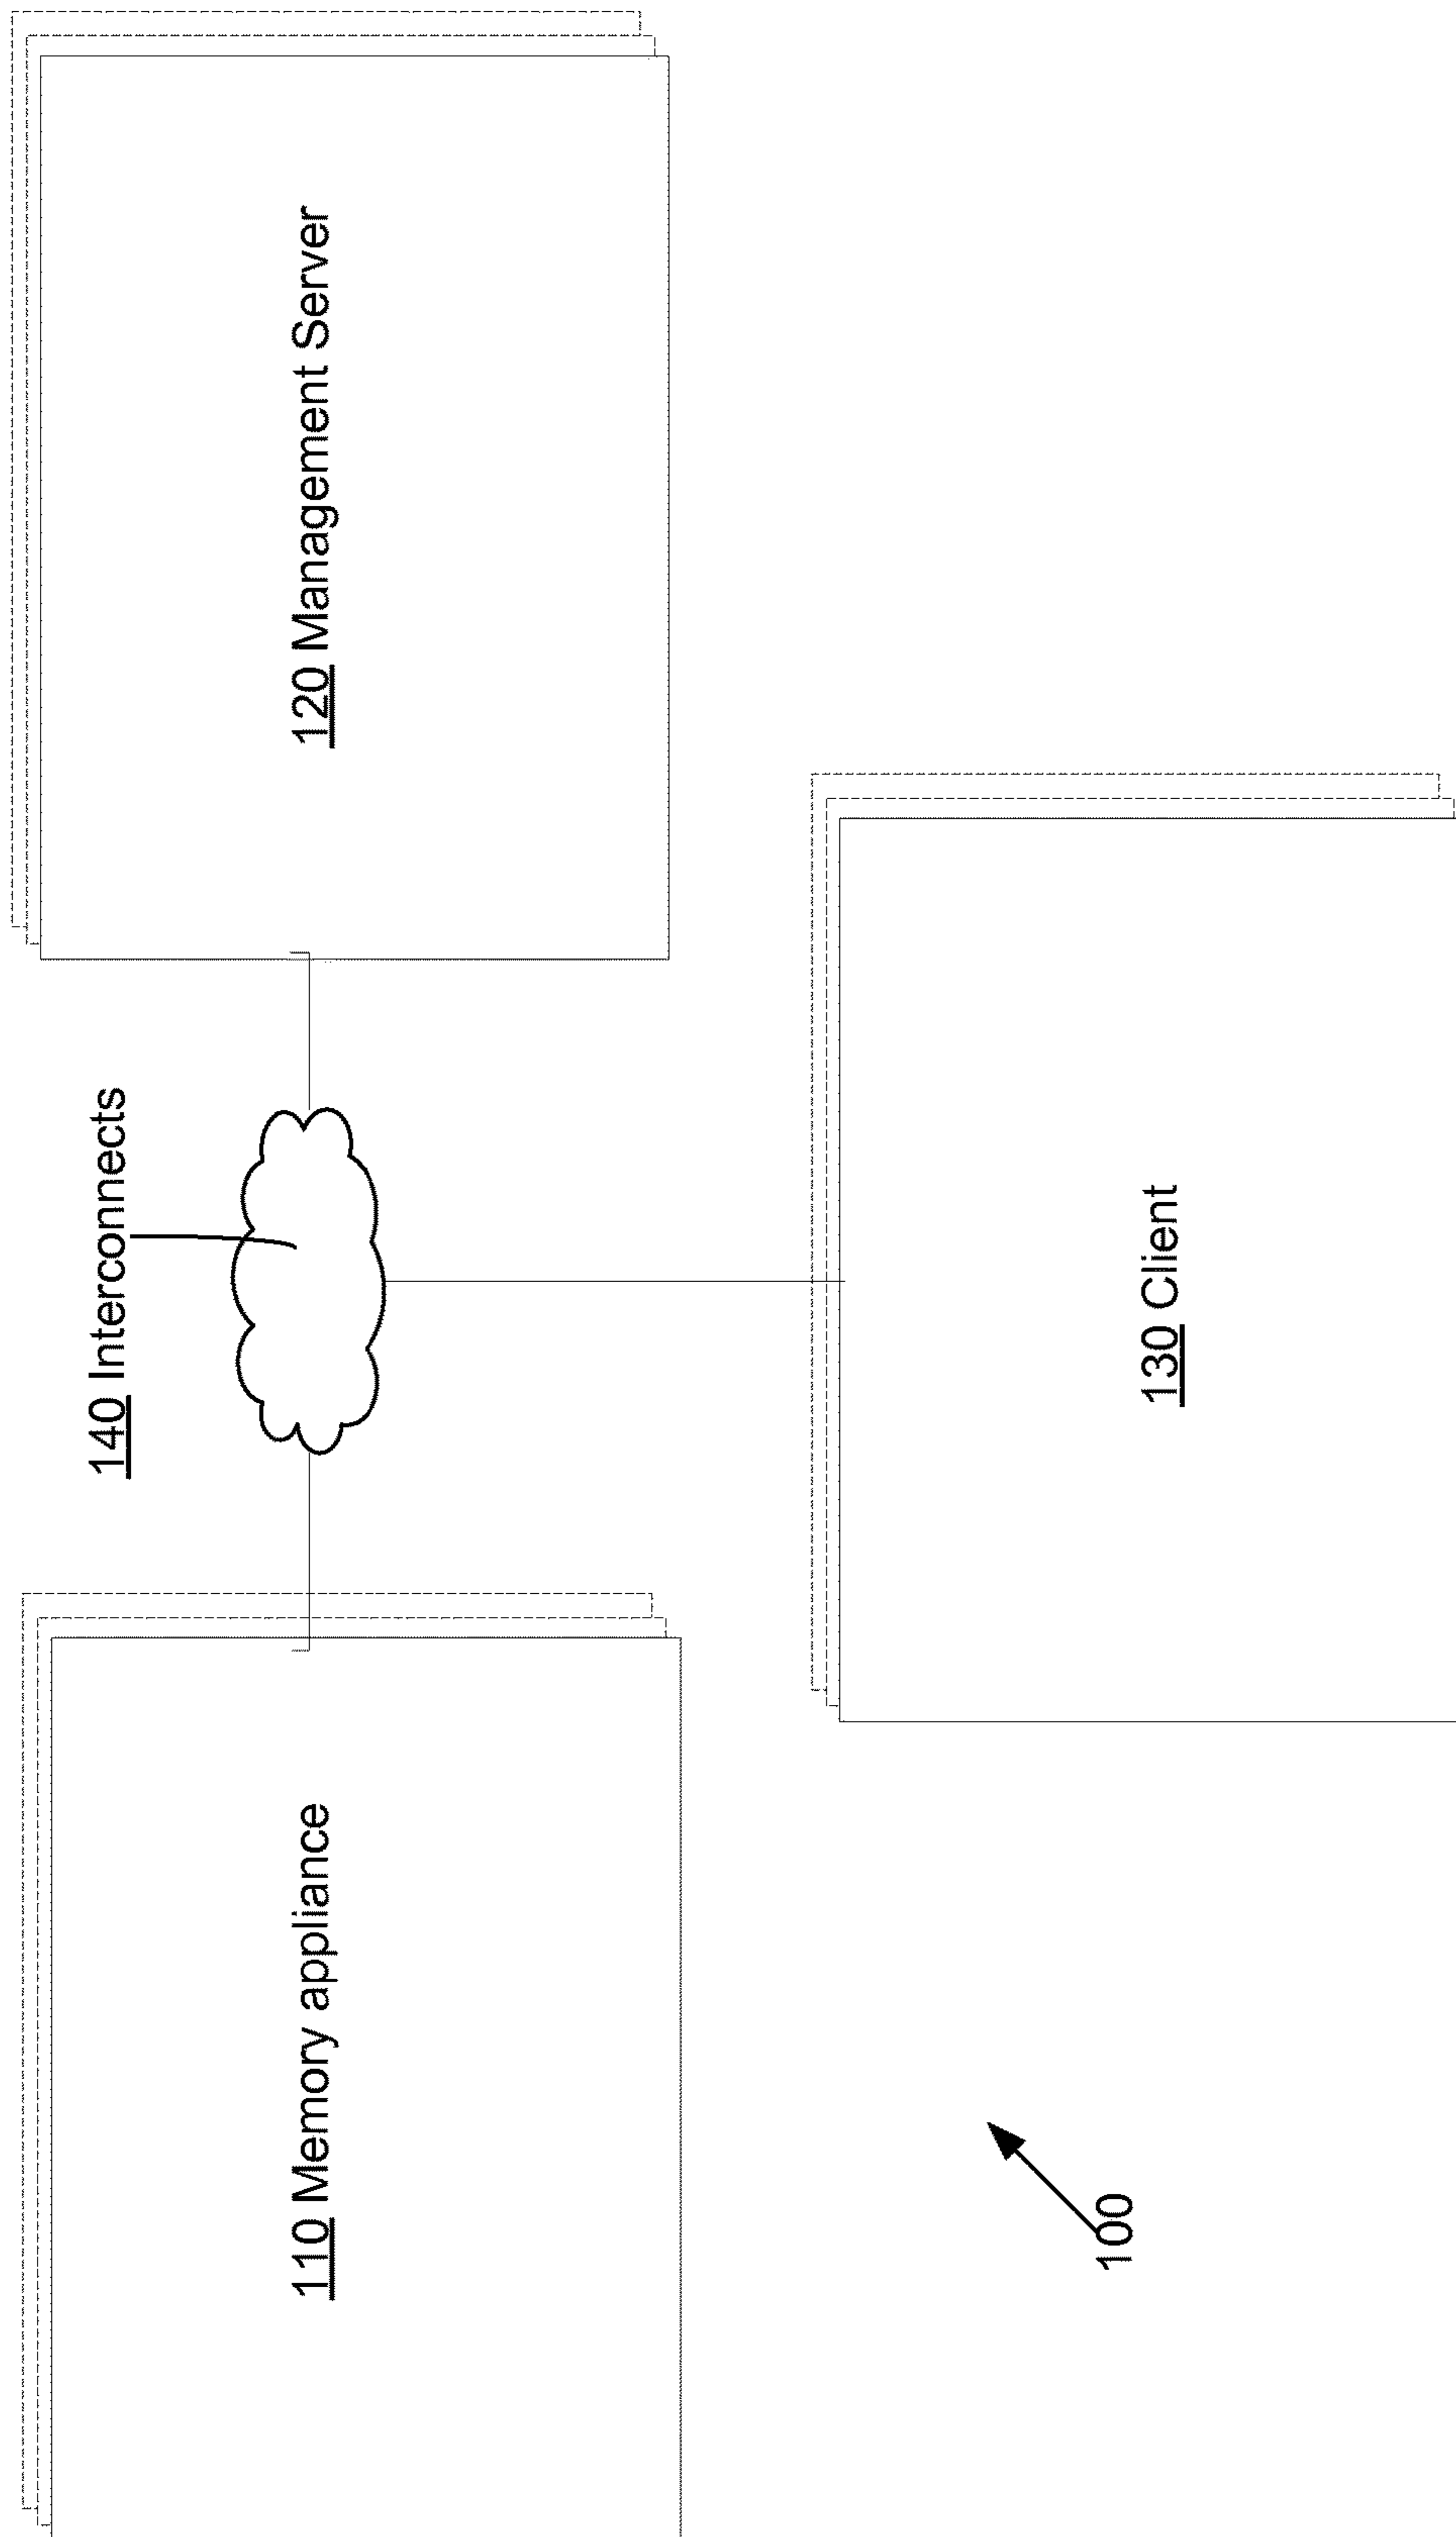 140 Interconnects
110 Memory appliance
120 Management Server
130 Client
100